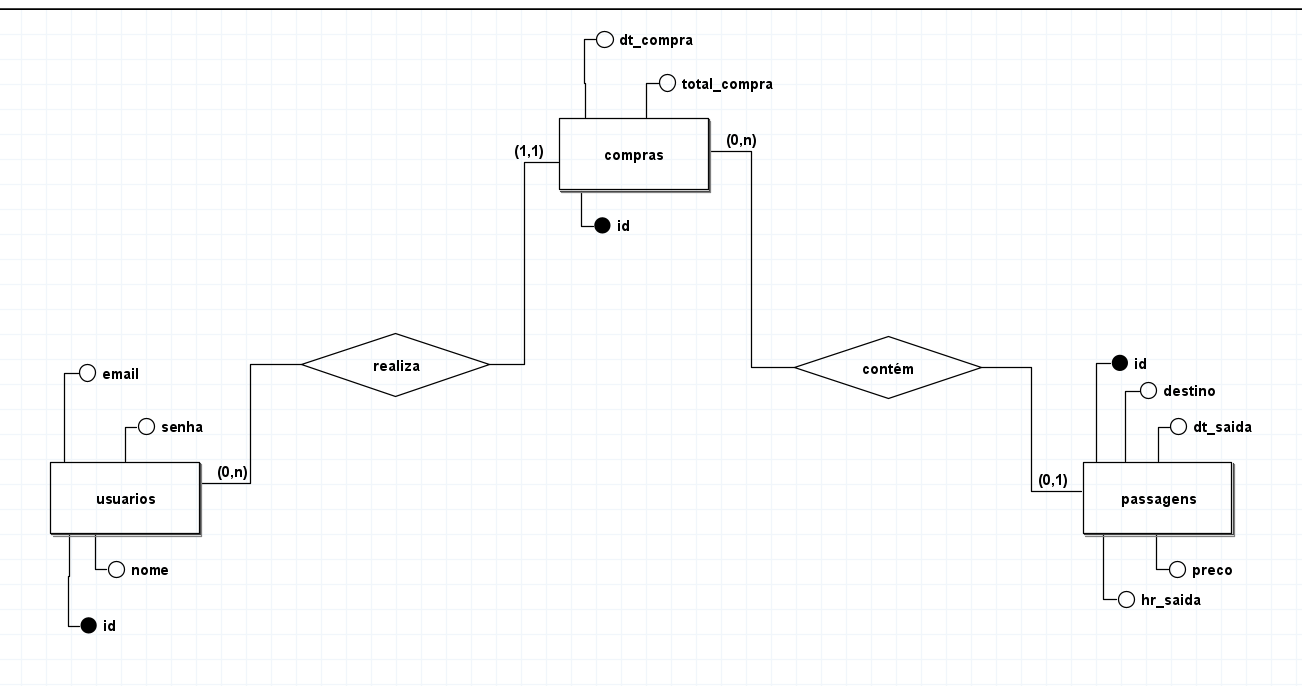 dt_compra
total_compra
(1,1)
compras
(0,n)
id
realiza
contém
email
senha
(0,n)
usuarios
nome
id
id
destino
dt_saida
(0,1)
passagens
preco
hr_saida